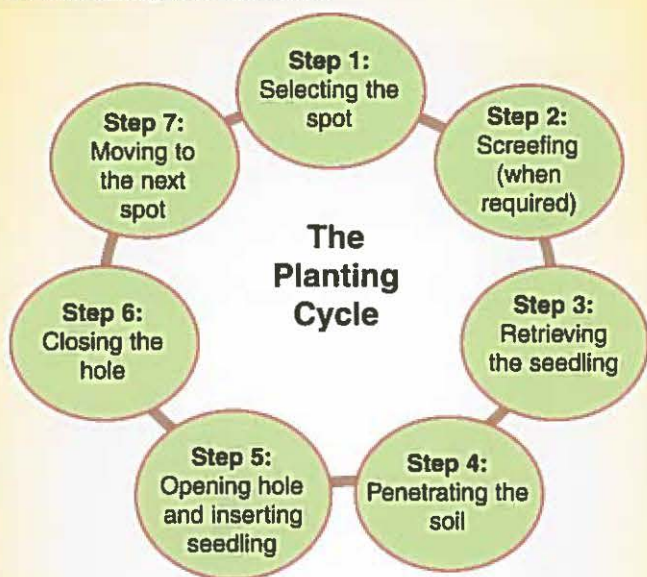 Step 1:
Selecting the
spot
Step 2:
Screefing
(when
required)
Step 3:
Retrieving
the seedling
Step 4:
Penetrating the
soil
Step 5:
Opening hole
and inserting
seedling
Step 6:
Closing the
hole
Step 7:
Moving to
the next
spot
The
Planting
Cycle